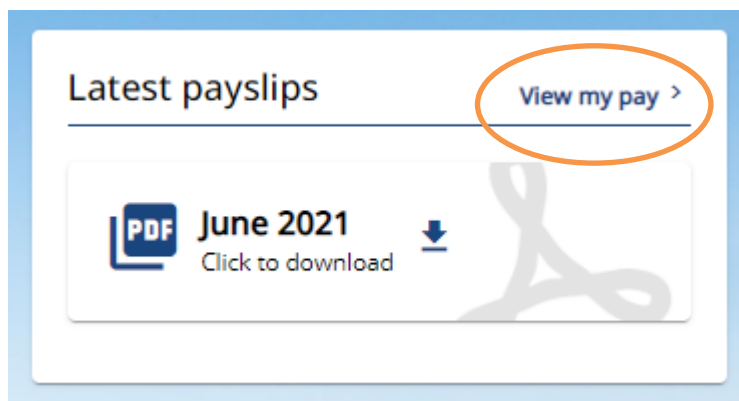 Latest payslips
View my pay >
PDF
June 2021
Click to download